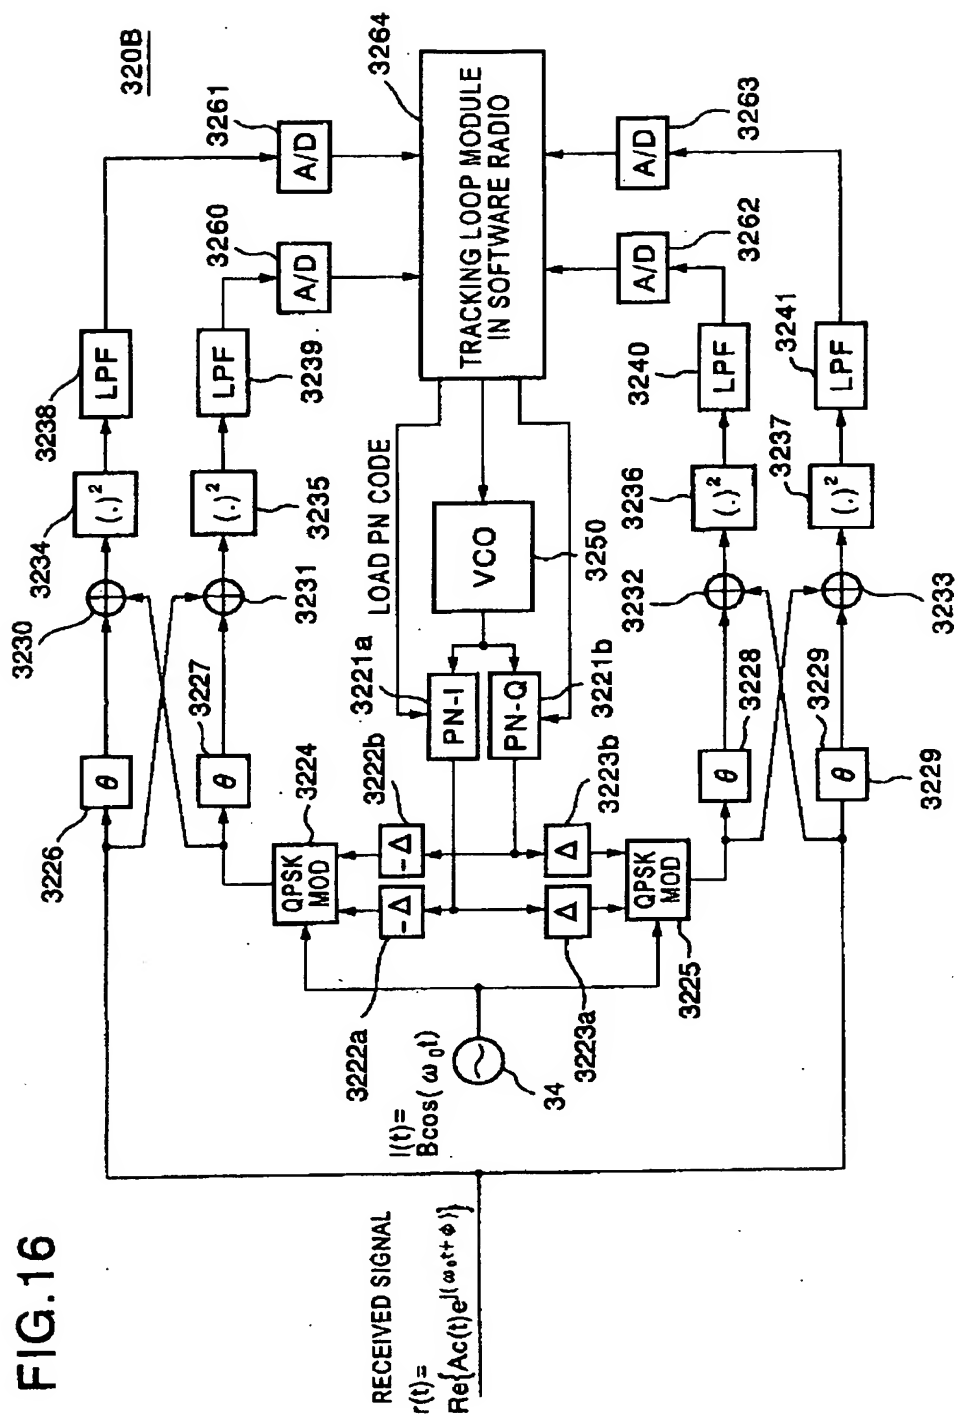 FIG.16
320B
RECEIVED SIGNAL
r(t)=
Re{Ac(t)e^j(ω₀t+Φ)}
l(t)=
Bcos(ω₀t)
34
3226
θ
3230
3234
(.)²
3238
LPF
3261
A/D
3227
θ
3231
(.)²
3235
LPF
3239
3260
A/D
3224
QPSK
MOD
3222a
-Δ
3222b
-Δ
3221a
PN-I
LOAD PN CODE
VCO
3250
TRACKING LOOP MODULE
IN SOFTWARE RADIO
3264
PN-Q
3221b
3223a
Δ
3223b
Δ
QPSK
MOD
3225
θ
3228
3232
(.)²
3236
LPF
3240
A/D
3262
θ
3229
3229
3233
(.)²
3237
LPF
3241
A/D
3263